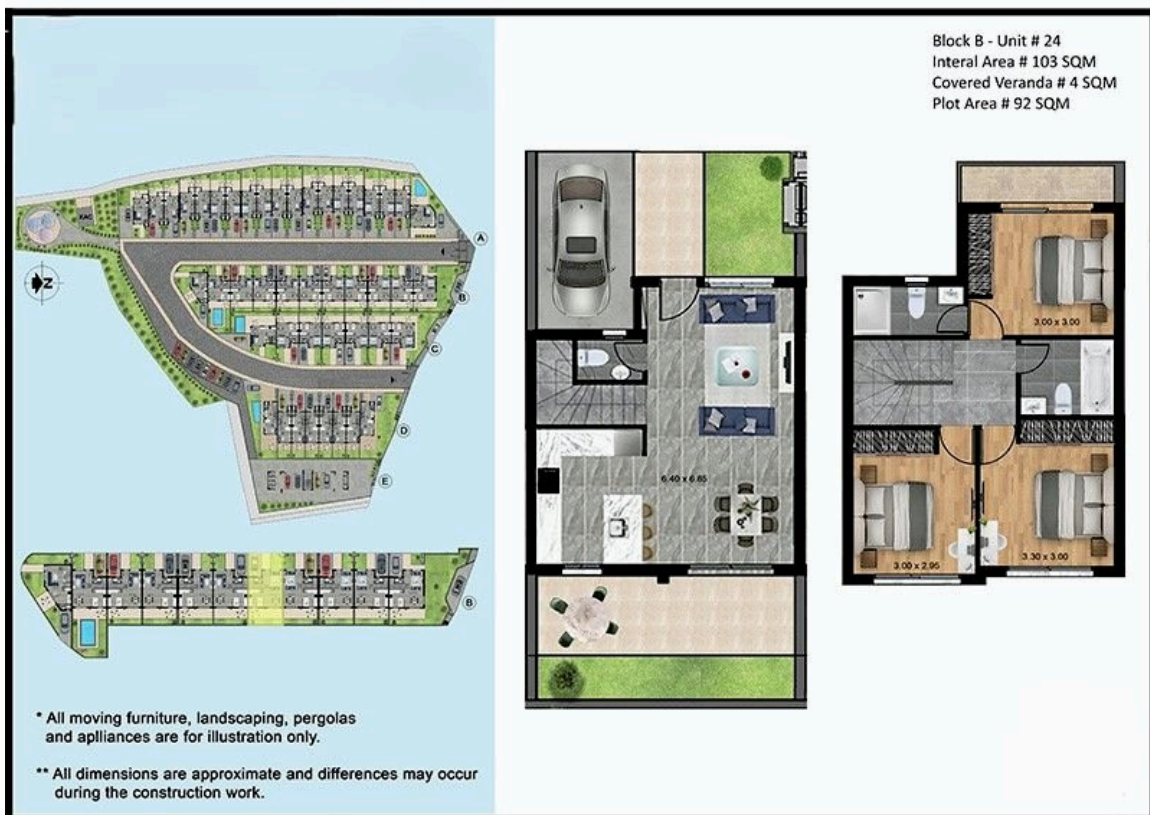 Block B - Unit # 24
Interal Area # 103 SQM
Covered Veranda # 4 SQM
Plot Area # 92 SQM
A
B
C
D
E
N
B
6.40 x 6.85
3.00 x 3.00
3.00 x 2.95
3.30 x 3.00
* All moving furniture, landscaping, pergolas
and apliiances are for illustration only.
** All dimensions are approximate and differences may occur
during the construction work.